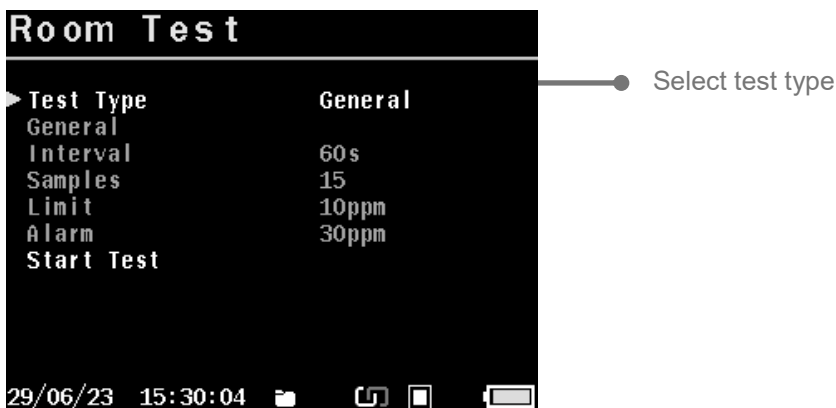 Room Test
Select test type
Test Type General
General
Interval 60s
Samples 15
Limit 10ppm
Alarm 30ppm
Start Test
29/06/23 15:30:04